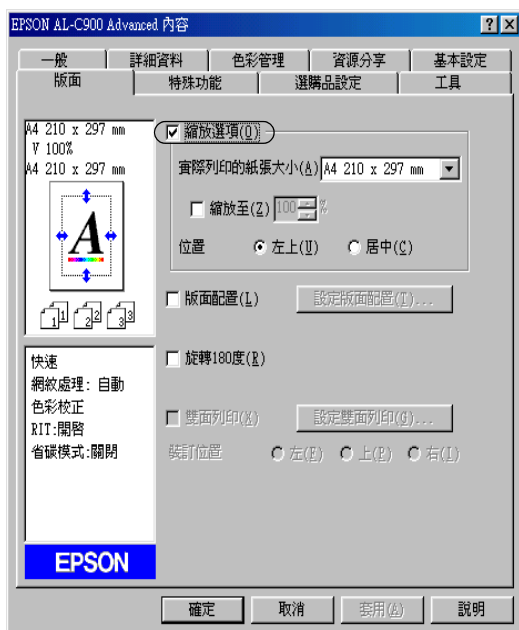 EPSON AL-C900 Advanced 內容
一般 詳細資料 色彩管理 資源分享 基本設定
版面 特殊功能 選購品設定 工具
A4 210 x 297 mm
V 100%
A4 210 x 297 mm
A
1 1 2 2 3 3
快速
網紋處理: 自動
色彩校正
RIT:開啓
省碳模式:關閉
EPSON
縮放選項(O)
實際列印的紙張大小(A) A4 210 x 297 mm
縮放至(Z) 100 %
位置 左上(U) 居中(C)
版面配置(L) 設定版面配置(T)...
旋轉180度(R)
雙面列印(X) 設定雙面列印(G)...
裝訂位置 左(E) 上(P) 右(I)
確定 取消 套用(A) 說明